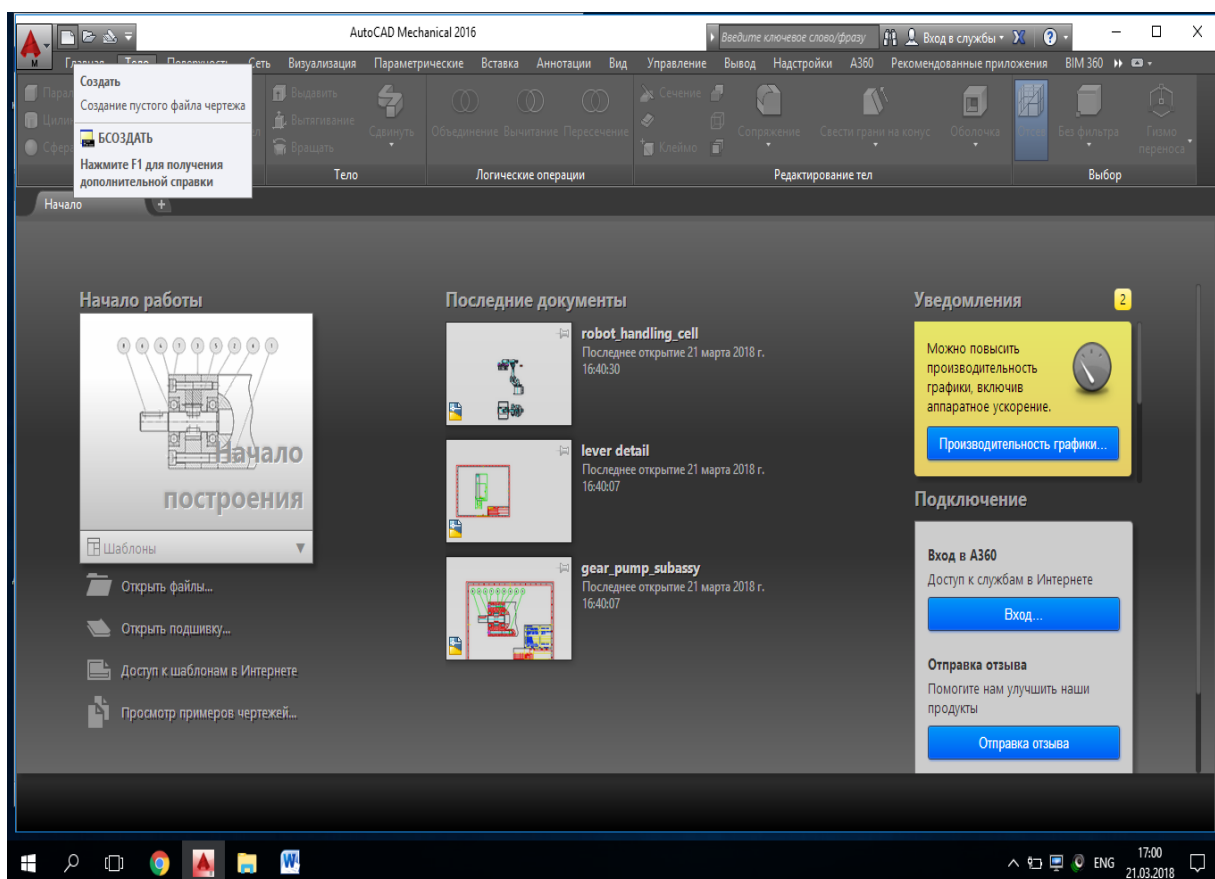 AutoCAD Mechanical 2016
Введите ключевое слово/фразу
Вход в службы
M
Главная Тело Поверхность Сеть Визуализация Параметрические Вставка Аннотации Вид Управление Вывод Надстройки A360 Рекомендованные приложения BIM 360
Создать
Создание пустого файла чертежа
БСОЗДАТЬ
Нажмите F1 для получения
дополнительной справки
Выдавить
Вытягивание
Вращать
Сдвинуть
Тело
Объединение Вычитание Пересечение
Логические операции
Сечение
Клеймо
Сопряжение
Свести грани на конус
Оболочка
Редактирование тел
Без фильтра
Гизмо
переноса
Выбор
Начало
Начало работы
Начало
построения
Шаблоны
Открыть файлы...
Открыть подшивку...
Доступ к шаблонам в Интернете
Просмотр примеров чертежей...
Последние документы
robot_handling_cell
Последнее открытие 21 марта 2018 г.
16:40:30
lever detail
Последнее открытие 21 марта 2018 г.
16:40:07
gear_pump_subassy
Последнее открытие 21 марта 2018 г.
16:40:07
Уведомления
2
Можно повысить
производительность
графики, включив
аппаратное ускорение.
Производительность графики...
Подключение
Вход в A360
Доступ к службам в Интернете
Вход...
Отправка отзыва
Помогите нам улучшить наши
продукты
Отправка отзыва
ENG
17:00
21.03.2018